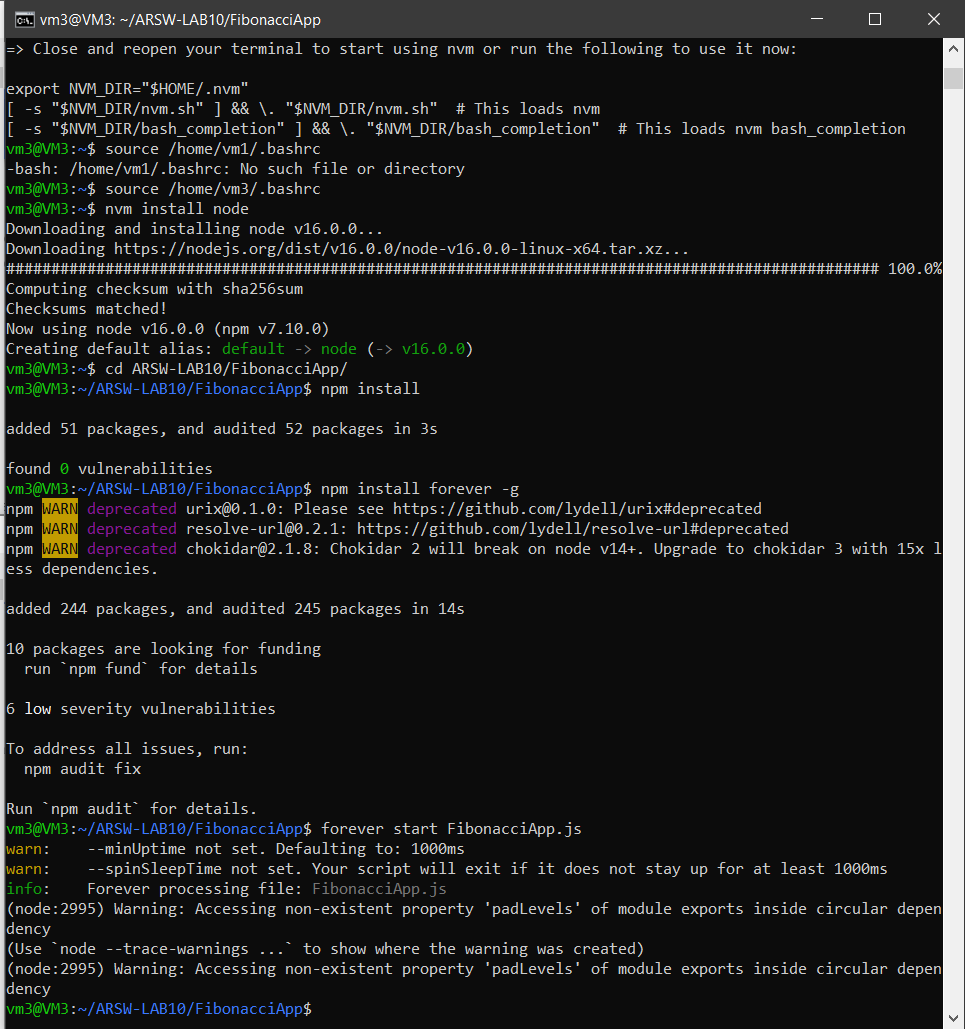 vm3@VM3: ~/ARSW-LAB10/FibonacciApp
=> Close and reopen your terminal to start using nvm or run the following to use it now:
export NVM_DIR="$HOME/.nvm"
[ -s "$NVM_DIR/nvm.sh" ] && \. "$NVM_DIR/nvm.sh"  # This loads nvm
[ -s "$NVM_DIR/bash_completion" ] && \. "$NVM_DIR/bash_completion"  # This loads nvm bash_completion
vm3@VM3:~$ source /home/vm1/.bashrc
-bash: /home/vm1/.bashrc: No such file or directory
vm3@VM3:~$ source /home/vm3/.bashrc
vm3@VM3:~$ nvm install node
Downloading and installing node v16.0.0...
Downloading https://nodejs.org/dist/v16.0.0/node-v16.0.0-linux-x64.tar.xz...
################################################################################################# 100.0%
Computing checksum with sha256sum
Checksums matched!
Now using node v16.0.0 (npm v7.10.0)
Creating default alias: default -> node (-> v16.0.0)
vm3@VM3:~$ cd ARSW-LAB10/FibonacciApp/
vm3@VM3:~/ARSW-LAB10/FibonacciApp$ npm install
added 51 packages, and audited 52 packages in 3s
found 0 vulnerabilities
vm3@VM3:~/ARSW-LAB10/FibonacciApp$ npm install forever -g
npm WARN deprecated urix@0.1.0: Please see https://github.com/lydell/urix#deprecated
npm WARN deprecated resolve-url@0.2.1: https://github.com/lydell/resolve-url#deprecated
npm WARN deprecated chokidar@2.1.8: Chokidar 2 will break on node v14+. Upgrade to chokidar 3 with 15x l
ess dependencies.
added 244 packages, and audited 245 packages in 14s
10 packages are looking for funding
  run `npm fund` for details
6 low severity vulnerabilities
To address all issues, run:
  npm audit fix
Run `npm audit` for details.
vm3@VM3:~/ARSW-LAB10/FibonacciApp$ forever start FibonacciApp.js
warn:    --minUptime not set. Defaulting to: 1000ms
warn:    --spinSleepTime not set. Your script will exit if it does not stay up for at least 1000ms
info:    Forever processing file: FibonacciApp.js
(node:2995) Warning: Accessing non-existent property 'padLevels' of module exports inside circular depen
dency
(Use `node --trace-warnings ...` to show where the warning was created)
(node:2995) Warning: Accessing non-existent property 'padLevels' of module exports inside circular depen
dency
vm3@VM3:~/ARSW-LAB10/FibonacciApp$